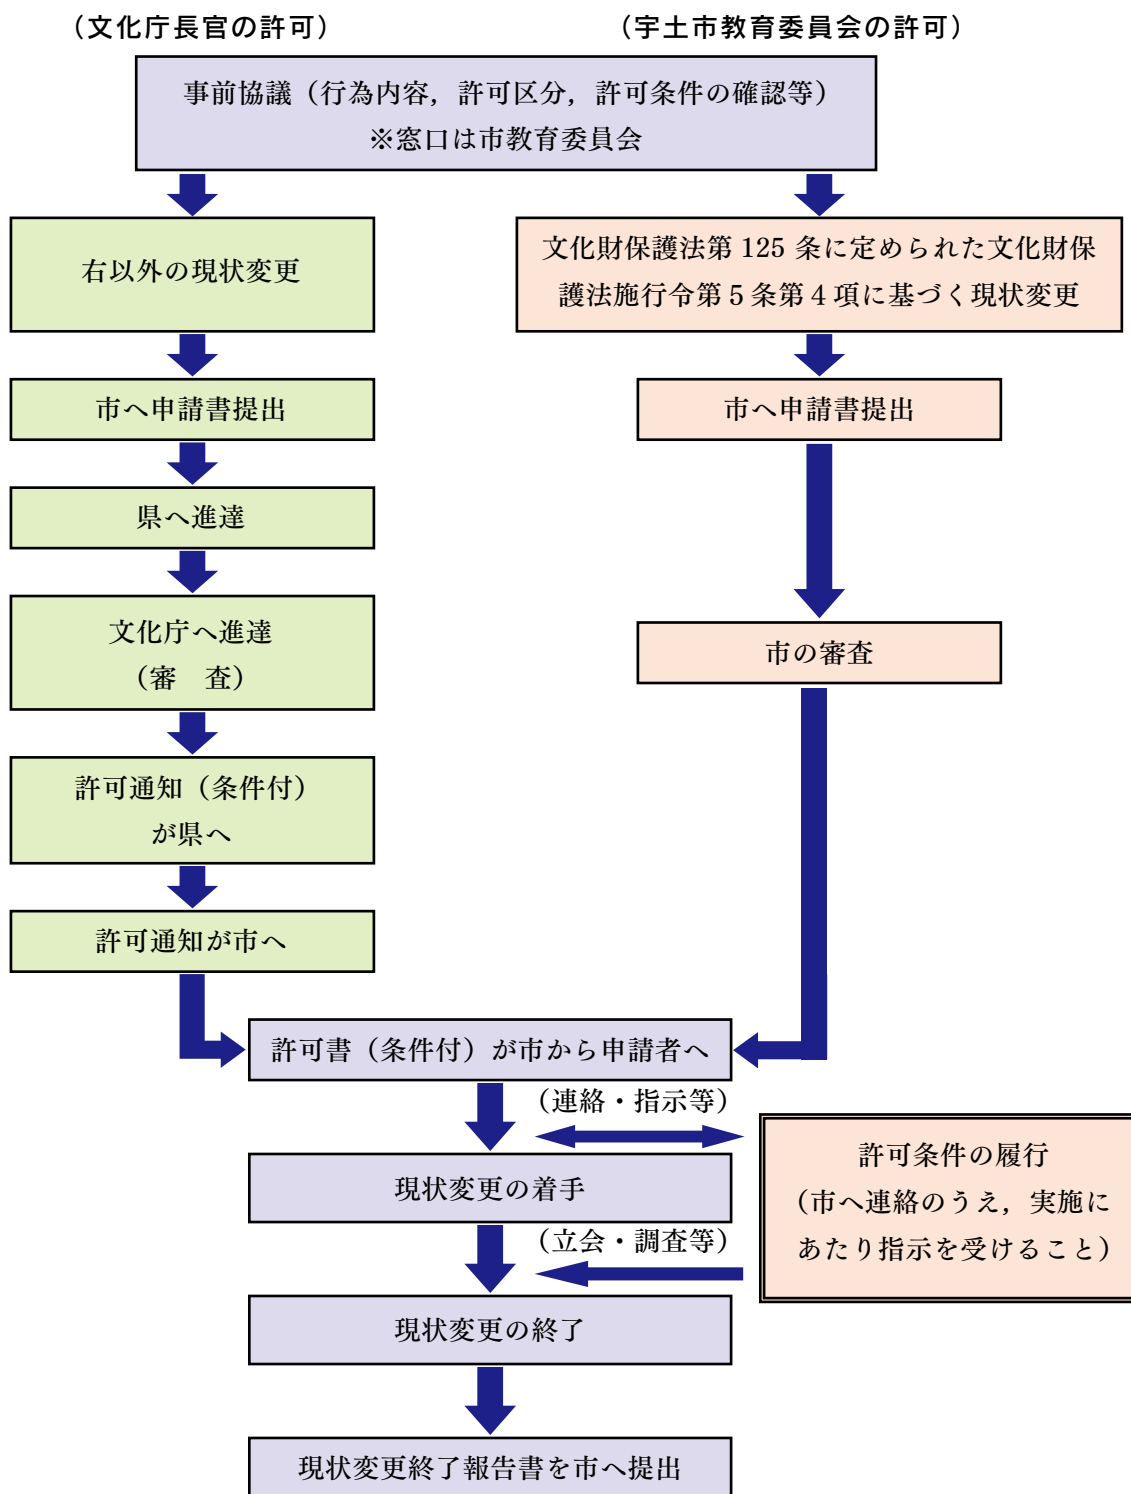 （文化庁長官の許可）
（宇土市教育委員会の許可）
事前協議（行為内容，許可区分，許可条件の確認等）
※窓口は市教育委員会
右以外の現状変更
文化財保護法第 125 条に定められた文化財保
護法施行令第 5 条第 4 項に基づく現状変更
市へ申請書提出
市へ申請書提出
県へ進達
文化庁へ進達
（審　査）
市の審査
許可通知（条件付）
が県へ
許可通知が市へ
許可書（条件付）が市から申請者へ
（連絡・指示等）
現状変更の着手
許可条件の履行
（市へ連絡のうえ，実施に
あたり指示を受けること）
（立会・調査等）
現状変更の終了
現状変更終了報告書を市へ提出